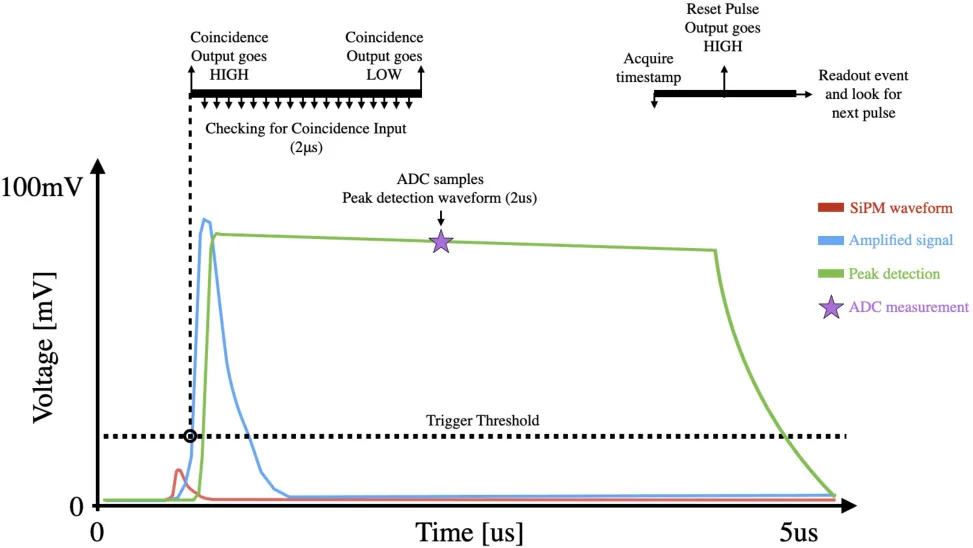 Coincidence
Output goes
HIGH
Coincidence
Output goes
LOW
Checking for Coincidence Input
(2μs)
Acquire
timestamp
Reset Pulse
Output goes
HIGH
Readout event
and look for
next pulse
100mV
ADC samples
Peak detection waveform (2us)
SiPM waveform
Amplified signal
Peak detection
ADC measurement
Voltage [mV]
Trigger Threshold
0
0
Time [us]
5us